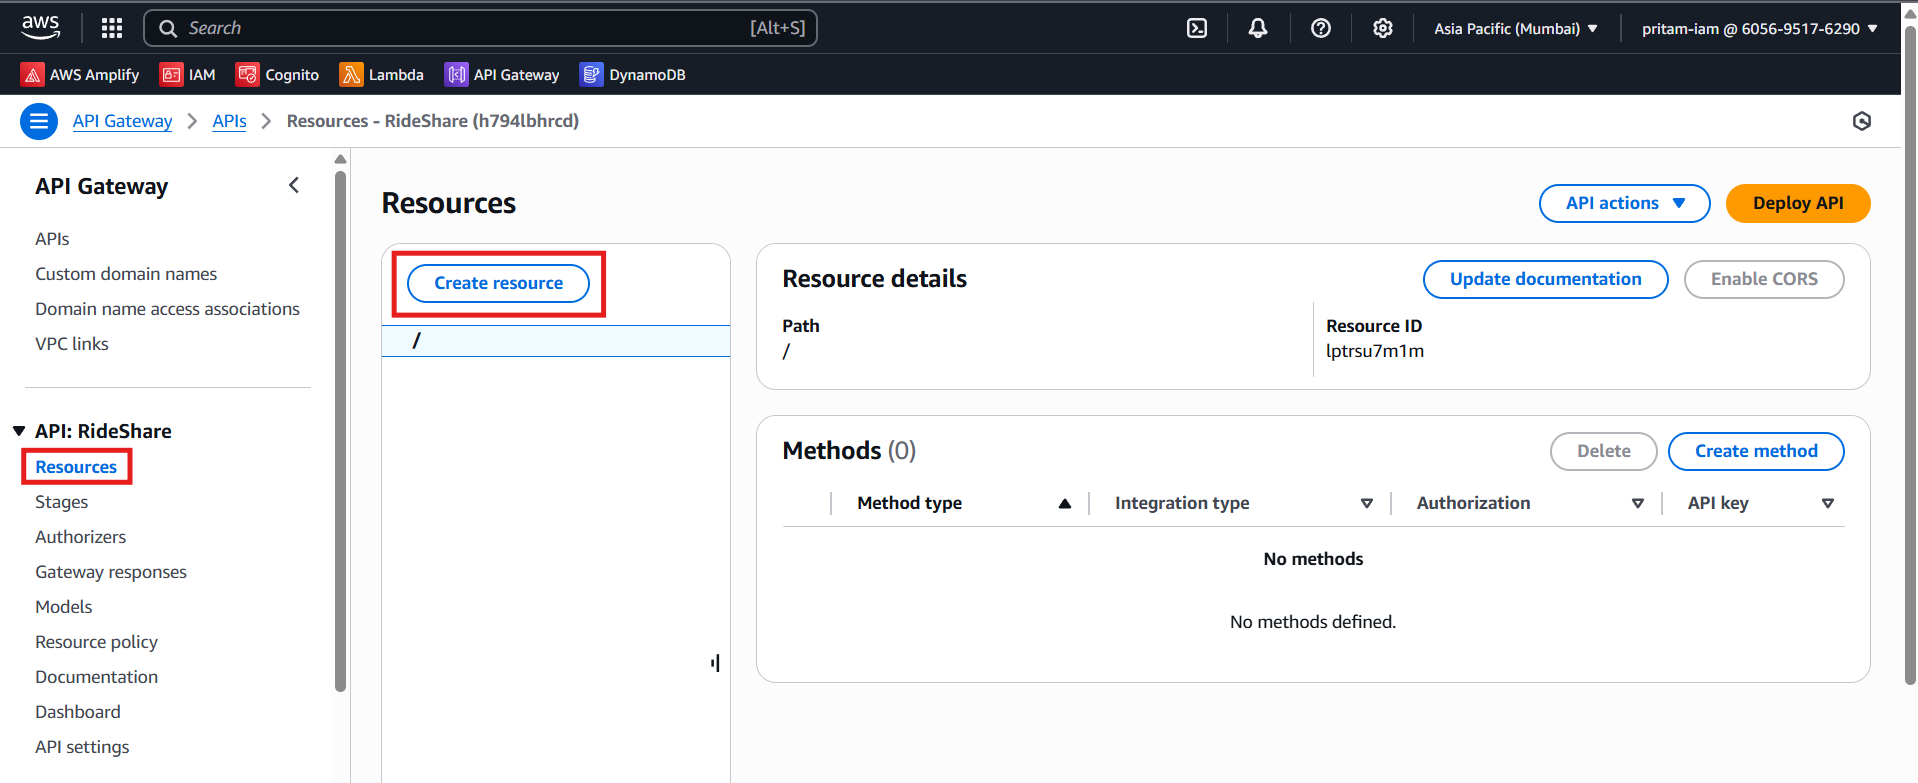 aws
Search [Alt+S]
Asia Pacific (Mumbai)
pritam-iam @ 6056-9517-6290
AWS Amplify IAM Cognito Lambda API Gateway DynamoDB
API Gateway APIs Resources - RideShare (h794lbhrcd)
API Gateway
APIs
Custom domain names
Domain name access associations
VPC links
API: RideShare
Resources
Stages
Authorizers
Gateway responses
Models
Resource policy
Documentation
Dashboard
API settings
Resources
API actions
Deploy API
Create resource
/
Resource details
Update documentation
Enable CORS
Path
/
Resource ID
lptrsu7m1m
Methods (0)
Delete
Create method
Method type Integration type Authorization API key
No methods
No methods defined.